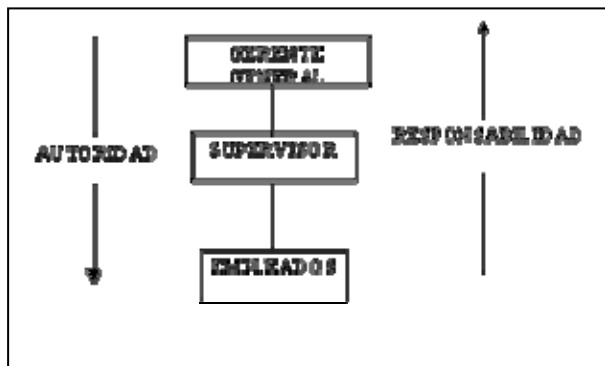 GERENTE
GENERAL
AUTORIDAD
SUPERVISOR
RESPONSABILIDAD
EMPLEADOS